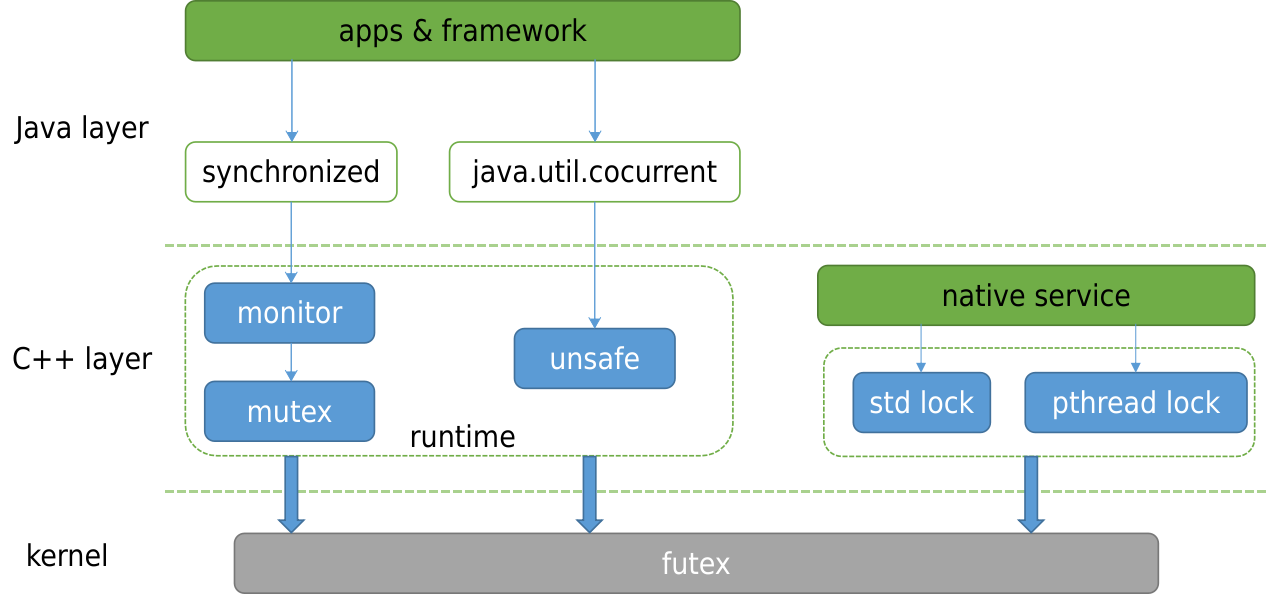 apps & framework
Java layer
synchronized
java.util.cocurrent
native service
monitor
unsafe
C++ layer
std lock
pthread lock
mutex
runtime
kernel
futex